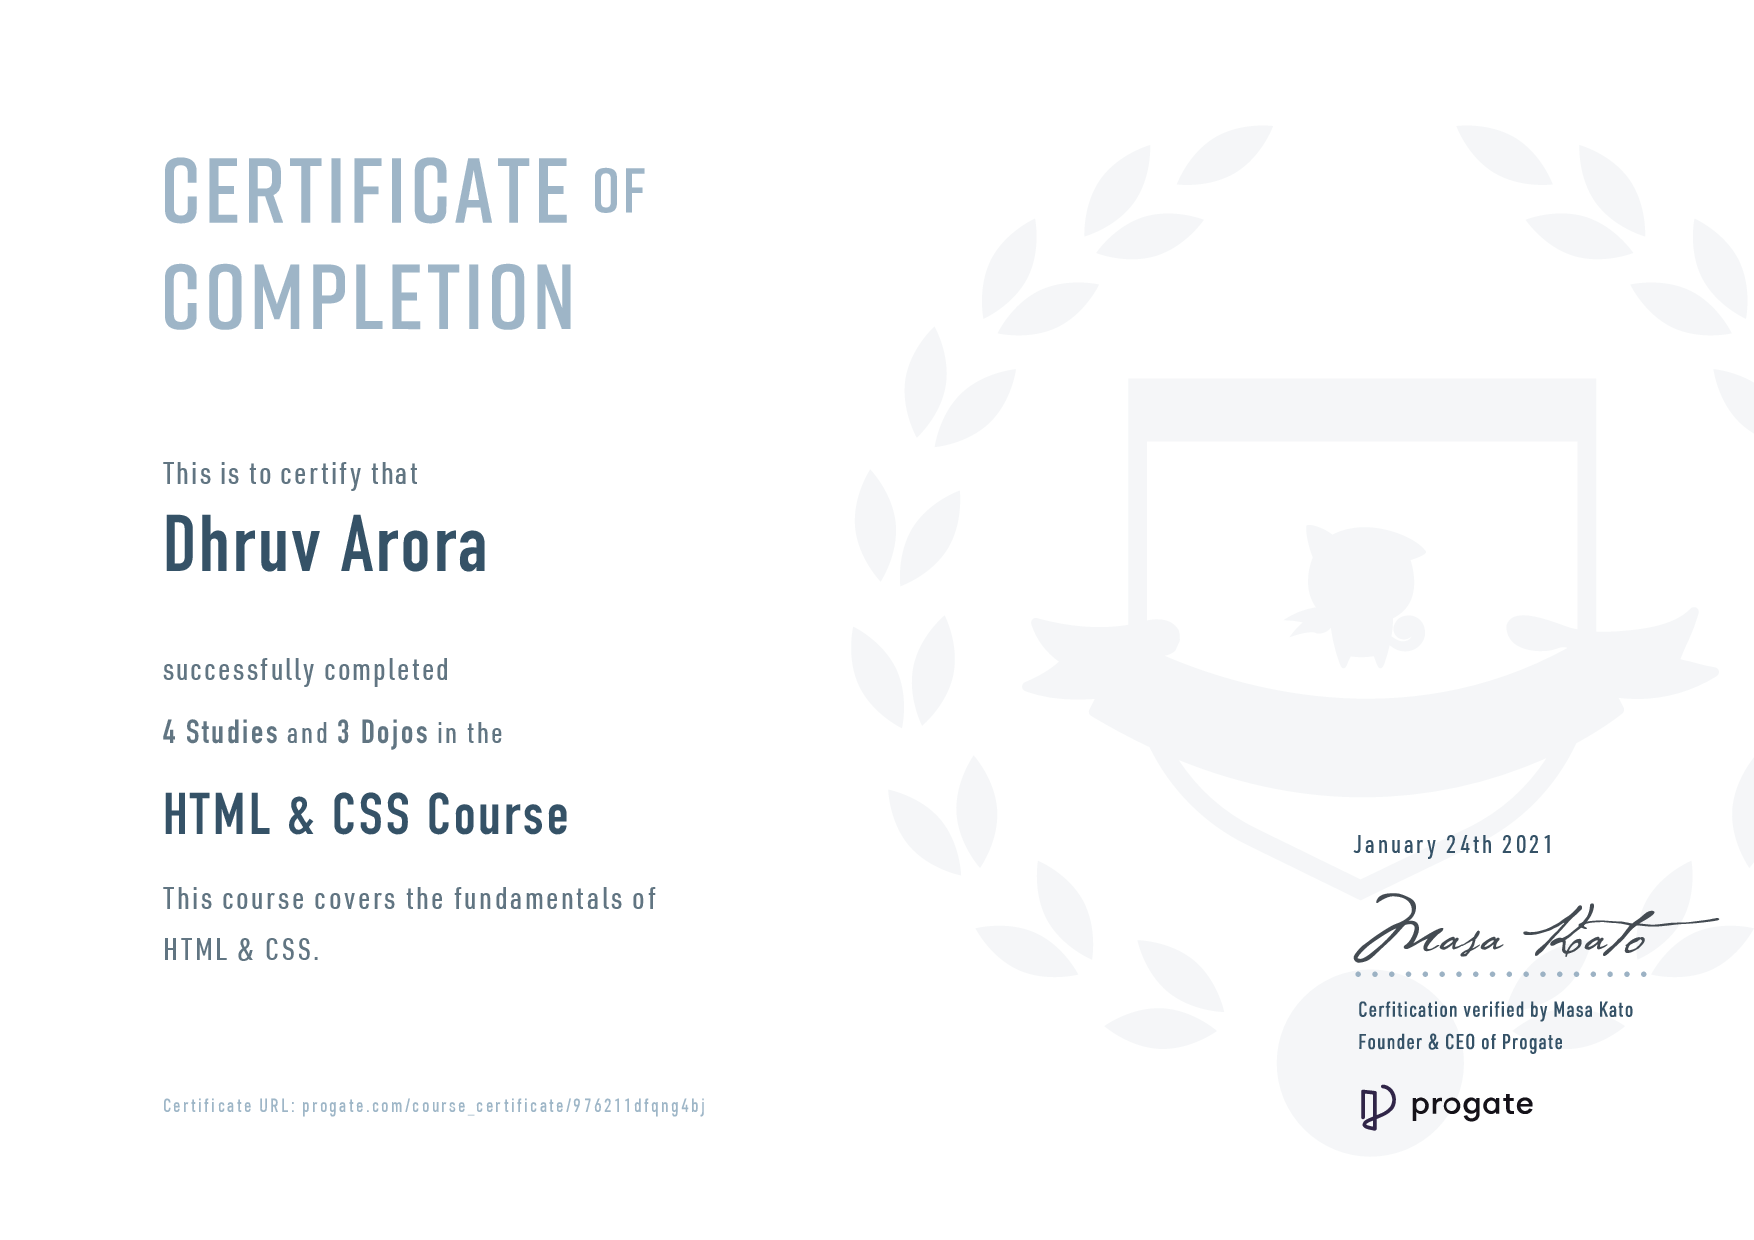 CERTIFICATE OF
COMPLETION
This is to certify that
Dhruv Arora
successfully completed
4 Studies and 3 Dojos in the
HTML & CSS Course
This course covers the fundamentals of
HTML & CSS.
Certificate URL: progate.com/course_certificate/976211dfqng4bj
January 24th 2021
Masa Kato
Cerfitication verified by Masa Kato
Founder & CEO of Progate
progate